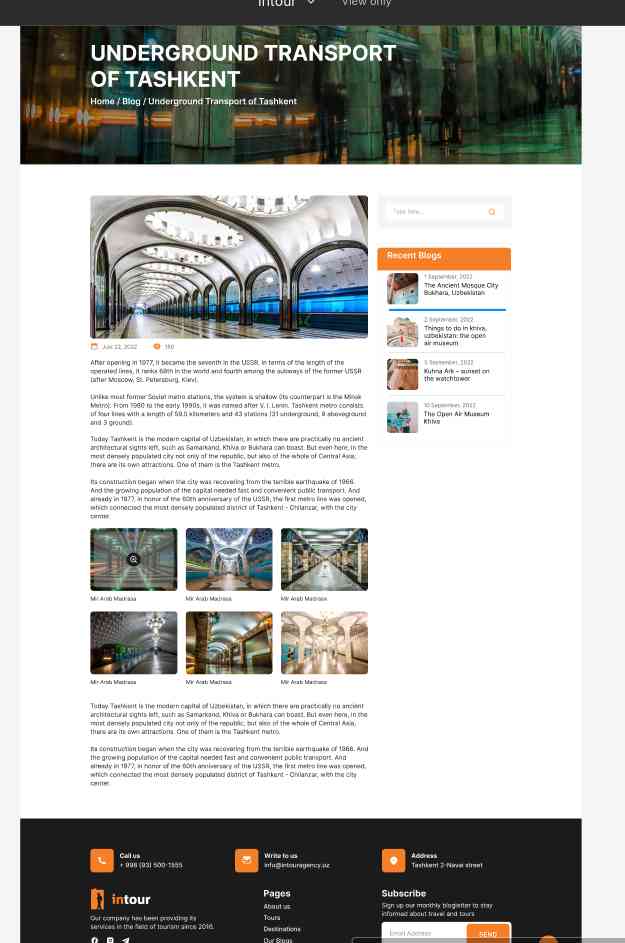 intour
View only
UNDERGROUND TRANSPORT
OF TASHKENT
Home / Blog / Underground Transport of Tashkent
Type here...
Recent Blogs
1 September, 2022
The Ancient Mosque City
Bukhara, Uzbekistan
2 September, 2022
Things to do in khiva,
uzbekistan: the open
air museum
5 September, 2022
Kuhna Ark – sunset on
the watchtower
10 September, 2022
The Open Air Museum
Khiva
June 22, 2022
After opening in 1977, it became the seventh in the USSR. In terms of the length of the
operated lines, it ranks 68th in the world and fourth among the subways of the former USSR
(after Moscow, St. Petersburg, Kiev).
Unlike most former Soviet metro stations, the system is shallow (its counterpart is the Minsk
Metro). From 1980 to the early 1990s, it was named after V. I. Lenin. Tashkent metro consists
of four lines with a length of 59.5 kilometers and 43 stations (31 underground, 9 aboveground
and 3 ground).
Today Tashkent is the modern capital of Uzbekistan, in which there are practically no ancient
architectural sights left, such as Samarkand, Khiva or Bukhara can boast. But even here, in the
most densely populated city not only of the republic, but also of the whole of Central Asia,
there are its own attractions. One of them is the Tashkent metro.
Its construction began when the city was recovering from the terrible earthquake of 1966.
And the growing population of the capital needed fast and convenient public transport. And
already in 1977, in honor of the 60th anniversary of the USSR, the first metro line was opened,
which connected the most densely populated district of Tashkent - Chilanzar, with the city
center.
Mir Arab Madrasa
Mir Arab Madrasa
Mir Arab Madrasa
Mir Arab Madrasa
Mir Arab Madrasa
Mir Arab Madrasa
Today Tashkent is the modern capital of Uzbekistan, in which there are practically no ancient
architectural sights left, such as Samarkand, Khiva or Bukhara can boast. But even here, in the
most densely populated city not only of the republic, but also of the whole of Central Asia,
there are its own attractions. One of them is the Tashkent metro.
Its construction began when the city was recovering from the terrible earthquake of 1966. And
the growing population of the capital needed fast and convenient public transport. And
already in 1977, in honor of the 60th anniversary of the USSR, the first metro line was opened,
which connected the most densely populated district of Tashkent - Chilanzar, with the city
center.
Call us
+ 998 (93) 500-1555
Write to us
info@intouragency.uz
Address
Tashkent 2-Navai street
intour
Our company has been providing its
services in the field of tourism since 2016.
Pages
About us
Tours
Destinations
Our Blogs
Subscribe
Sign up our monthly blogletter to stay
informed about travel and tours
Email Address
SEND